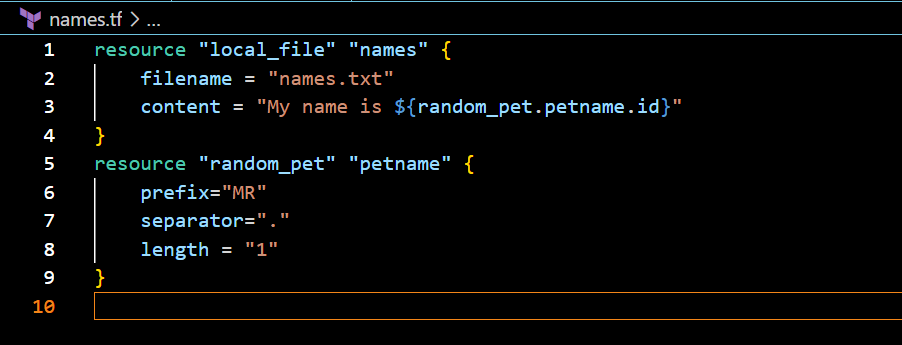 names.tf > ...
1 resource "local_file" "names" {
2     filename = "names.txt"
3     content = "My name is ${random_pet.petname.id}"
4 }
5 resource "random_pet" "petname" {
6     prefix="MR"
7     separator="."
8     length = "1"
9 }
10